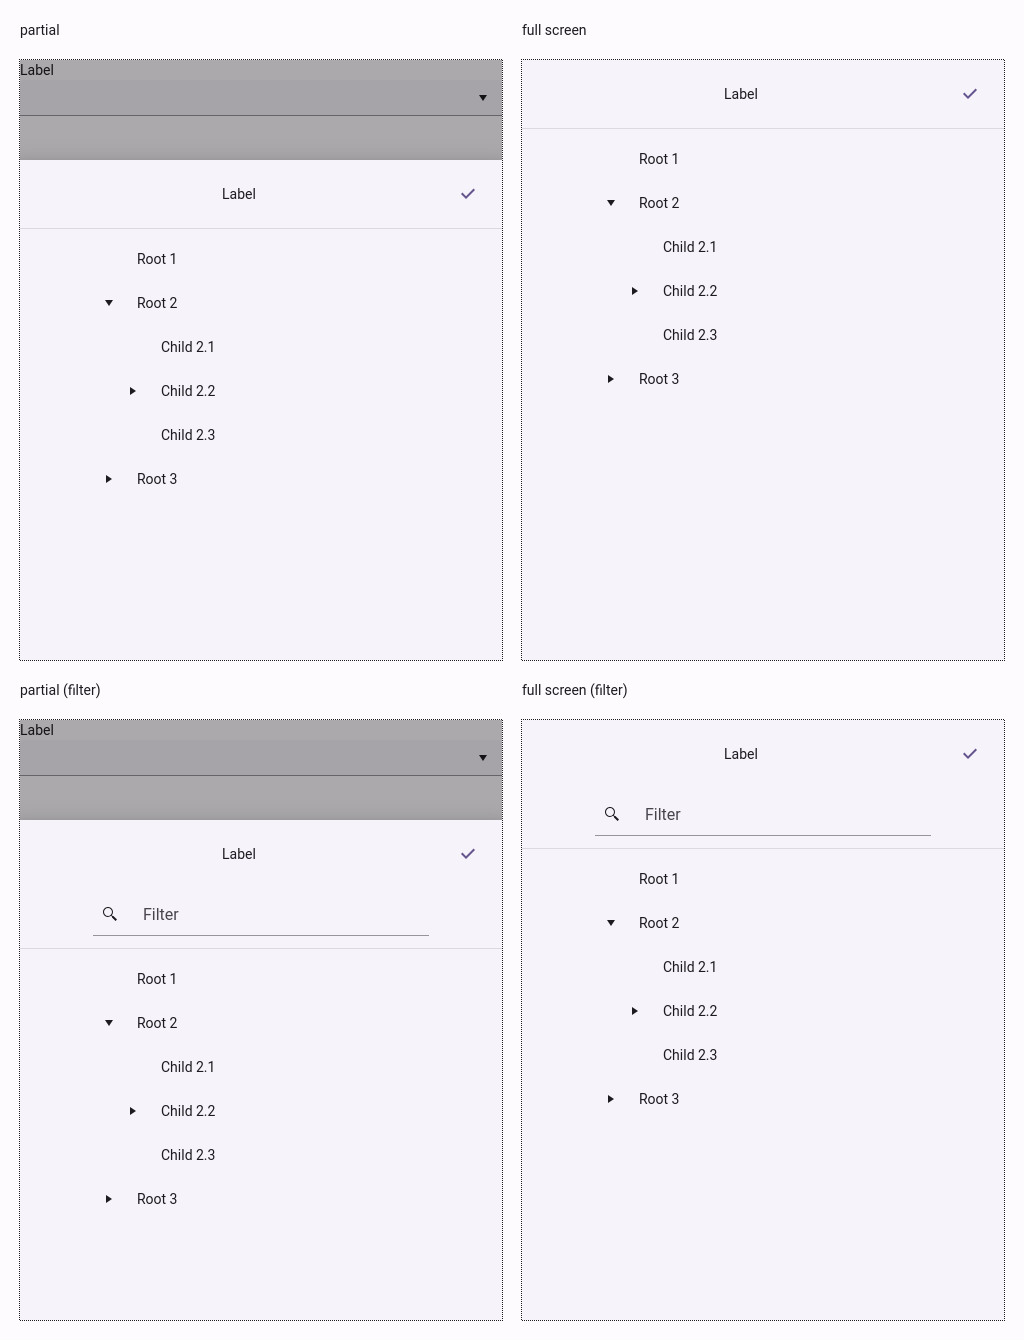 partial
Label
Label
Root 1
Root 2
Child 2.1
Child 2.2
Child 2.3
Root 3
full screen
Label
Root 1
Root 2
Child 2.1
Child 2.2
Child 2.3
Root 3
partial (filter)
Label
Label
Filter
Root 1
Root 2
Child 2.1
Child 2.2
Child 2.3
Root 3
full screen (filter)
Label
Filter
Root 1
Root 2
Child 2.1
Child 2.2
Child 2.3
Root 3